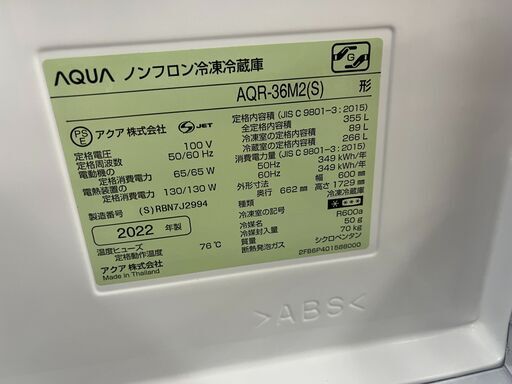 AQUA ノンフロン冷凍冷蔵庫
AQR-36M2(S) 形
PS E アクア株式会社 S JET
定格電圧 100 V
定格周波数 50/60 Hz
電動機の
定格消費電力 65/65 W
電熱装置の
定格消費電力 130/130 W
製造番号 (S)RBN7J2994
2022 年製
温度ヒューズ
定格動作温度 76℃
アクア株式会社
Made in Thailand
定格内容積 (JIS C 9801-3 : 2015)
全定格内容積 355 L
冷凍室の定格内容積 89 L
冷蔵室の定格内容積 266 L
消費電力量 (JIS C 9801-3 : 2015)
50Hz 349 kWh/年
60Hz 349 kWh/年
外形寸法 幅 600 mm
奥行 662 mm 高さ 1729 mm
種類 冷凍冷蔵庫
冷凍室の記号
冷媒名 R600a
冷媒封入量 50 g
質量 70 kg
断熱発泡ガス シクロペンタン
2FB6P401588000
G
>ABS<